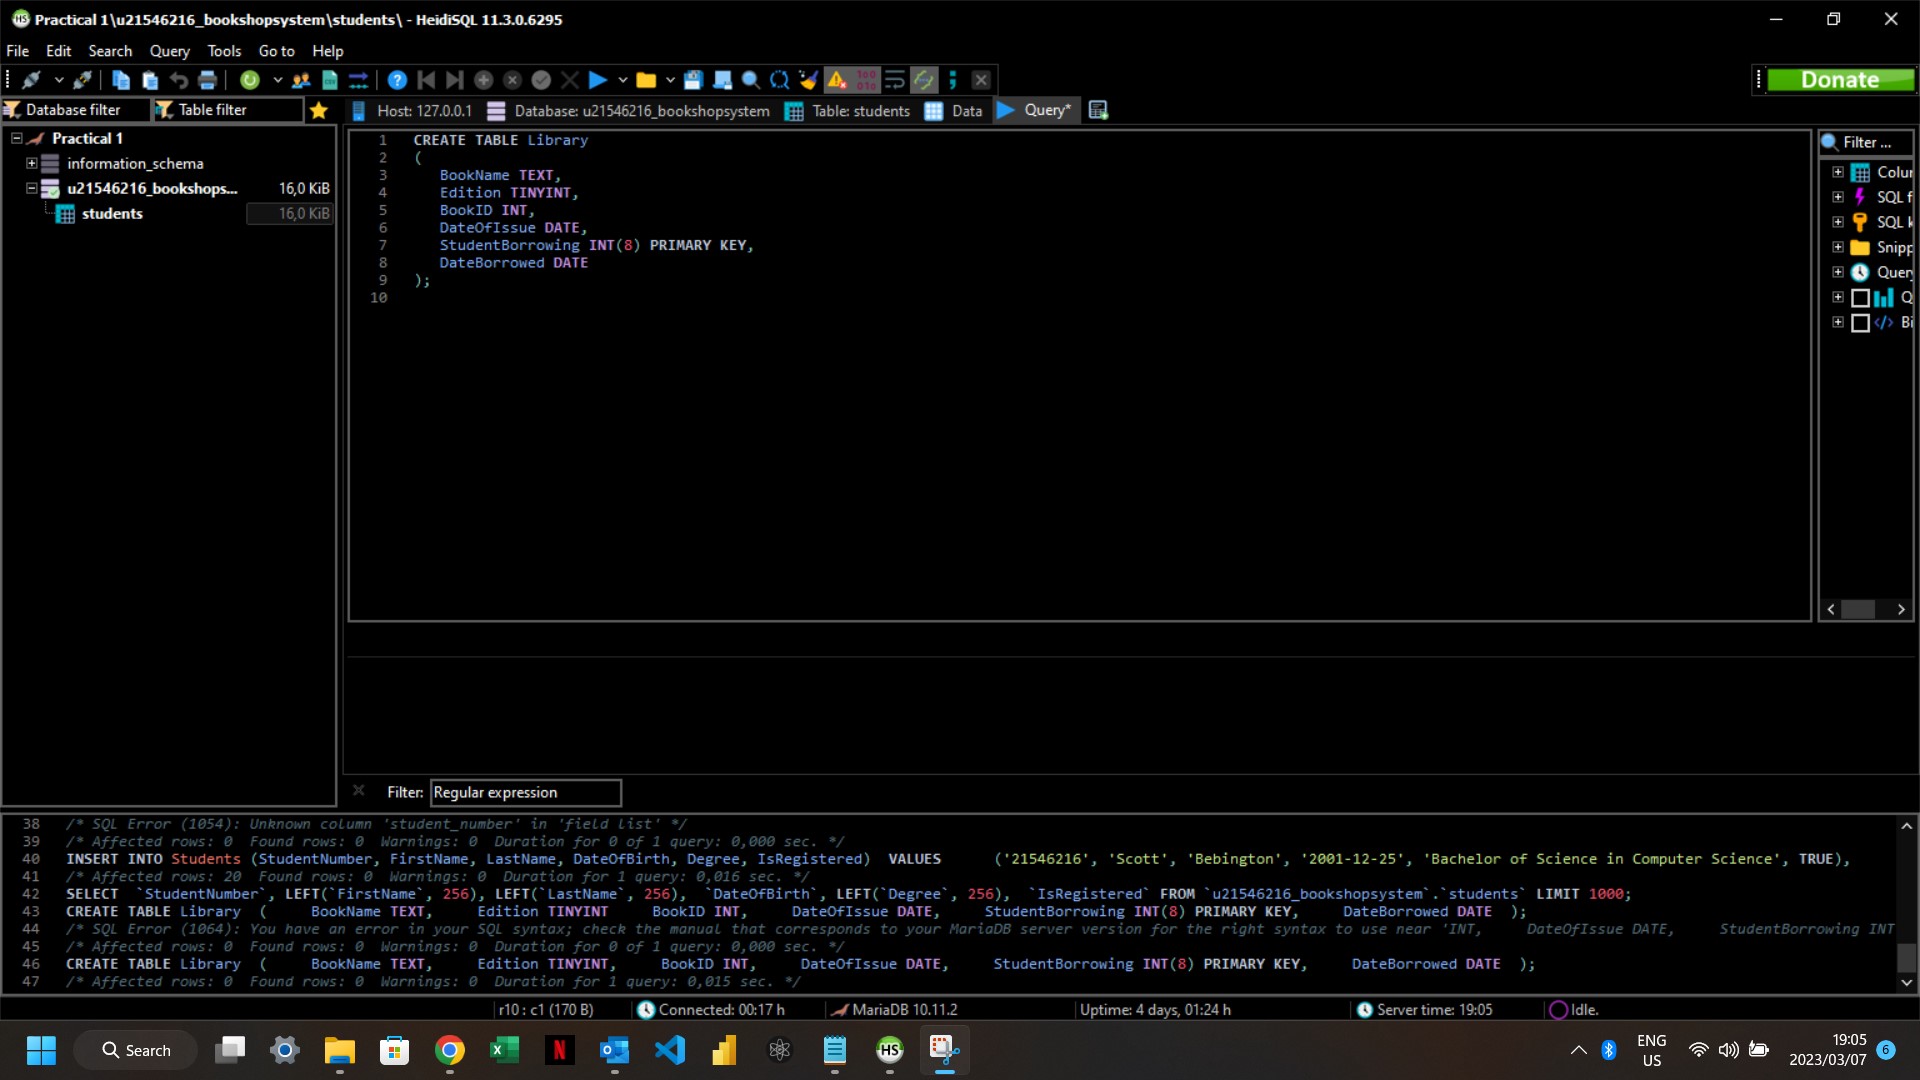 HS Practical 1\u21546216_bookshopsystem\students\ - HeidiSQL 11.3.0.6295
File Edit Search Query Tools Go to Help
Donate
Database filter Table filter Host: 127.0.0.1 Database: u21546216_bookshopsystem Table: students Data Query*
Practical 1
information_schema
u21546216_bookshops... 16,0 KiB
students 16,0 KiB
1 CREATE TABLE Library
2 (
3 BookName TEXT,
4 Edition TINYINT,
5 BookID INT,
6 DateOfIssue DATE,
7 StudentBorrowing INT(8) PRIMARY KEY,
8 DateBorrowed DATE
9 );
10
Filter ...
Colu
SQL f
SQL k
Snipp
Quer
Q
Bi
Filter: Regular expression
38 /* SQL Error (1054): Unknown column 'student_number' in 'field list' */
39 /* Affected rows: 0 Found rows: 0 Warnings: 0 Duration for 0 of 1 query: 0,000 sec. */
40 INSERT INTO Students (StudentNumber, FirstName, LastName, DateOfBirth, Degree, IsRegistered) VALUES ('21546216', 'Scott', 'Bebington', '2001-12-25', 'Bachelor of Science in Computer Science', TRUE),
41 /* Affected rows: 20 Found rows: 0 Warnings: 0 Duration for 1 query: 0,016 sec. */
42 SELECT `StudentNumber`, LEFT(`FirstName`, 256), LEFT(`LastName`, 256), `DateOfBirth`, LEFT(`Degree`, 256), `IsRegistered` FROM `u21546216_bookshopsystem`.`students` LIMIT 1000;
43 CREATE TABLE Library ( BookName TEXT, Edition TINYINT BookID INT, DateOfIssue DATE, StudentBorrowing INT(8) PRIMARY KEY, DateBorrowed DATE );
44 /* SQL Error (1064): You have an error in your SQL syntax; check the manual that corresponds to your MariaDB server version for the right syntax to use near 'INT, DateOfIssue DATE, StudentBorrowing INT
45 /* Affected rows: 0 Found rows: 0 Warnings: 0 Duration for 0 of 1 query: 0,000 sec. */
46 CREATE TABLE Library ( BookName TEXT, Edition TINYINT, BookID INT, DateOfIssue DATE, StudentBorrowing INT(8) PRIMARY KEY, DateBorrowed DATE );
47 /* Affected rows: 0 Found rows: 0 Warnings: 0 Duration for 1 query: 0,015 sec. */
r10 : c1 (170 B) Connected: 00:17 h MariaDB 10.11.2 Uptime: 4 days, 01:24 h Server time: 19:05 Idle.
Search HS ENG US 19:05 2023/03/07 6